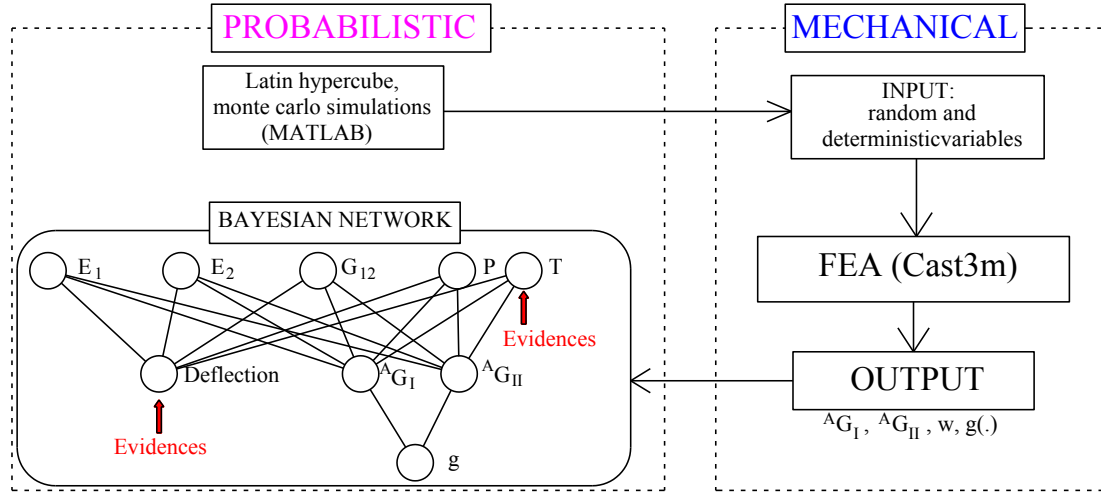 PROBABILISTIC
MECHANICAL
Latin hypercube,
monte carlo simulations
(MATLAB)
INPUT:
random and
deterministicvariables
BAYESIAN NETWORK
E1
E2
G12
P
T
FEA (Cast3m)
Evidences
Deflection
AGI
AGII
OUTPUT
AGI , AGII , w, g(.)
Evidences
g